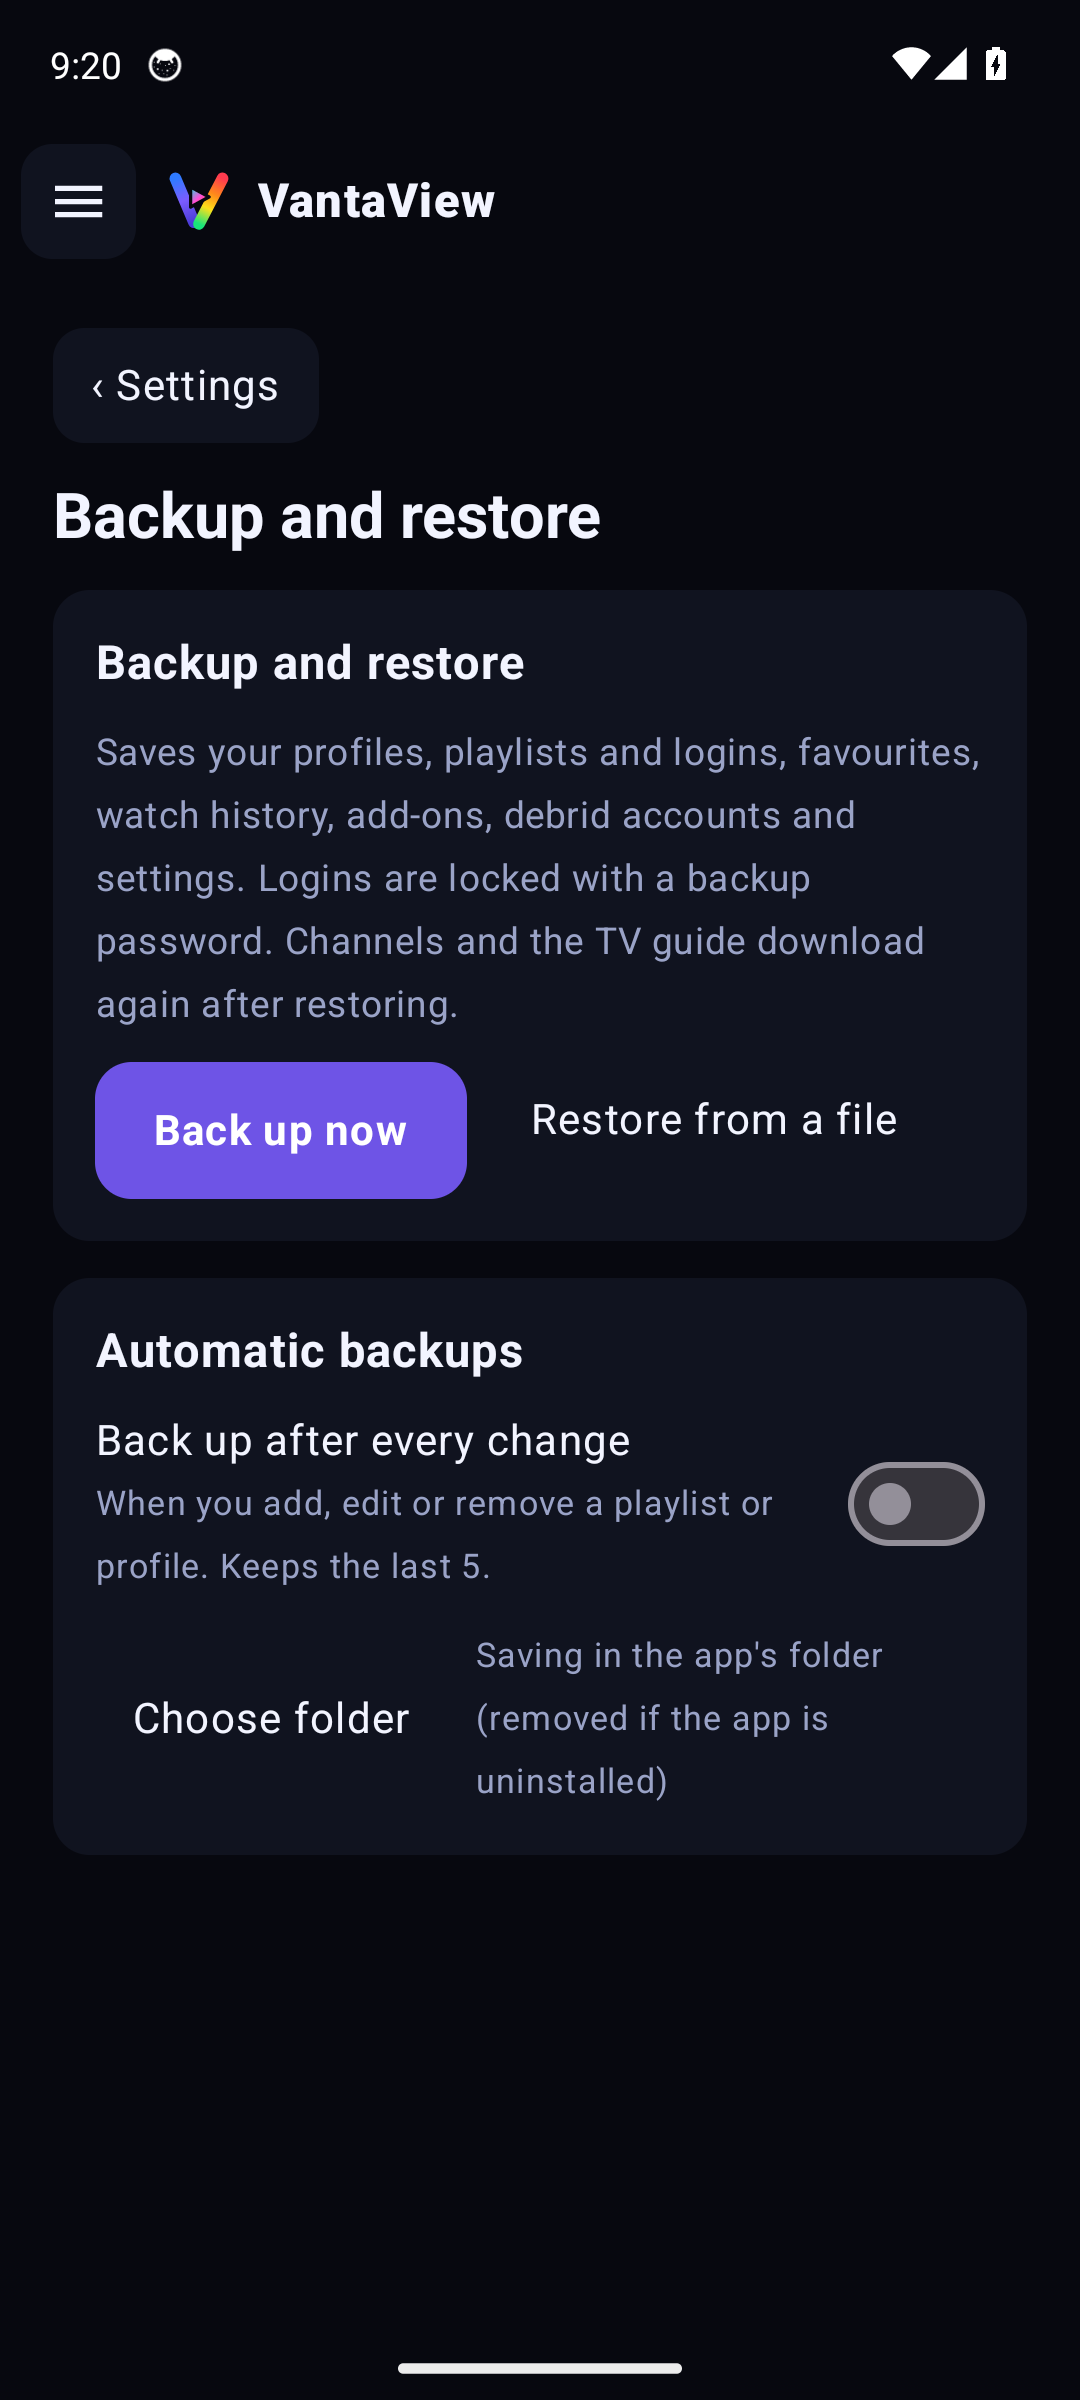 9:20
VantaView
‹ Settings
Backup and restore
Backup and restore
Saves your profiles, playlists and logins, favourites,
watch history, add-ons, debrid accounts and
settings. Logins are locked with a backup
password. Channels and the TV guide download
again after restoring.
Back up now
Restore from a file
Automatic backups
Back up after every change
When you add, edit or remove a playlist or
profile. Keeps the last 5.
Choose folder
Saving in the app's folder
(removed if the app is
uninstalled)